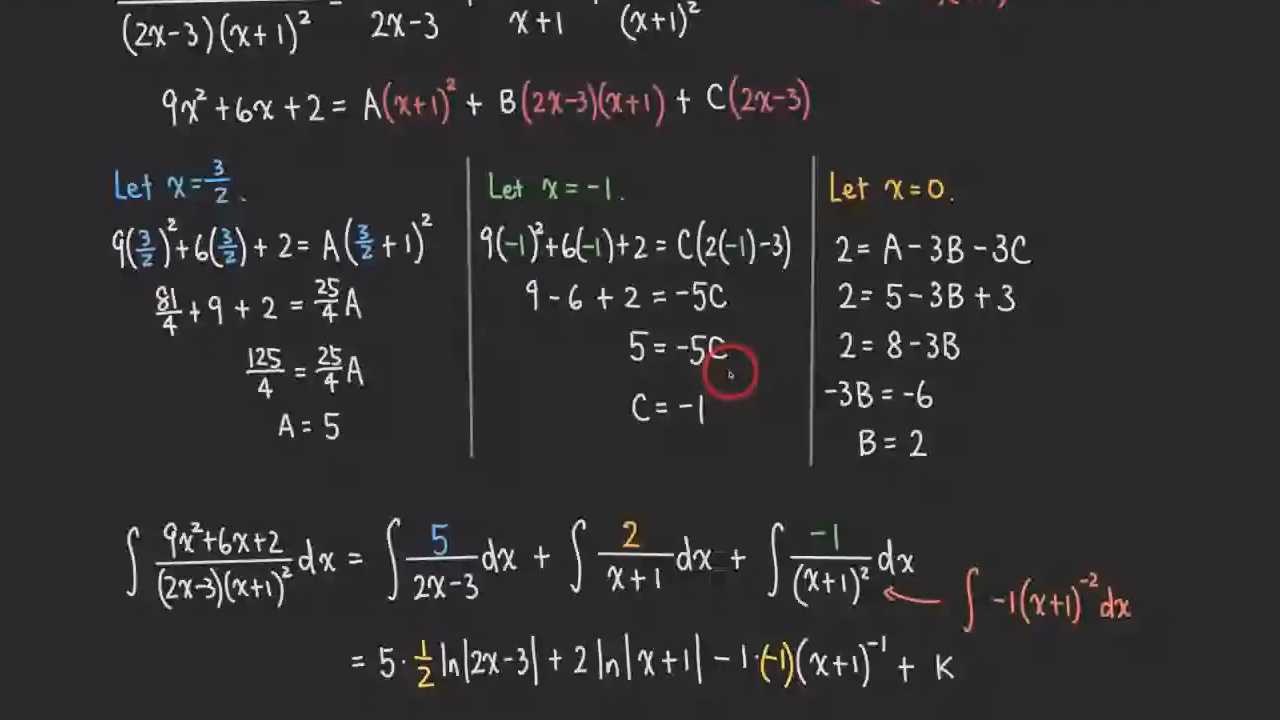 (2x-3)(x+1)² 2x-3 x+1 (x+1)²
9x²+6x+2 = A(x+1)² + B(2x-3)(x+1) + C(2x-3)
Let x=3/2.
9(3/2)²+6(3/2)+2 = A(3/2+1)²
81/4+9+2 = 25/4A
125/4 = 25/4A
A = 5
Let x=-1.
9(-1)²+6(-1)+2 = C(2(-1)-3)
9-6+2 = -5C
5 = -5C
C = -1
Let x=0.
2 = A-3B-3C
2 = 5-3B+3
2 = 8-3B
-3B = -6
B = 2
∫ 9x²+6x+2/(2x-3)(x+1)² dx = ∫ 5/2x-3 dx + ∫ 2/x+1 dx + ∫ -1/(x+1)² dx
∫ -1(x+1)⁻² dx
= 5·1/2 ln|2x-3| + 2 ln|x+1| - 1·(-1)(x+1)⁻¹ + K